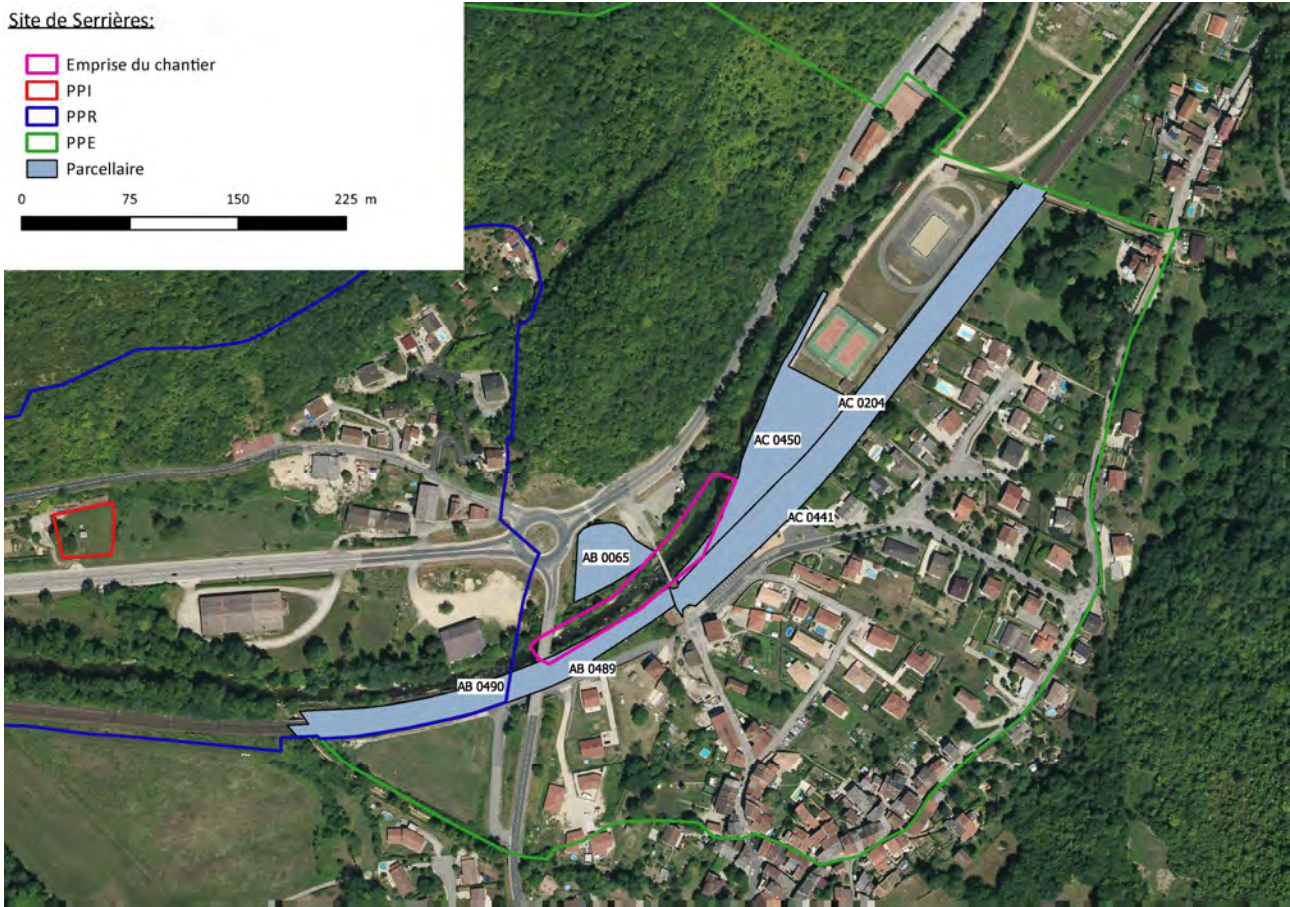 Site de Serrières:
Emprise du chantier
PPI
PPR
PPE
Parcellaire
0 75 150 225 m
AC 0204
AC 0450
AC 0441
AB 0065
AB 0489
AB 0490